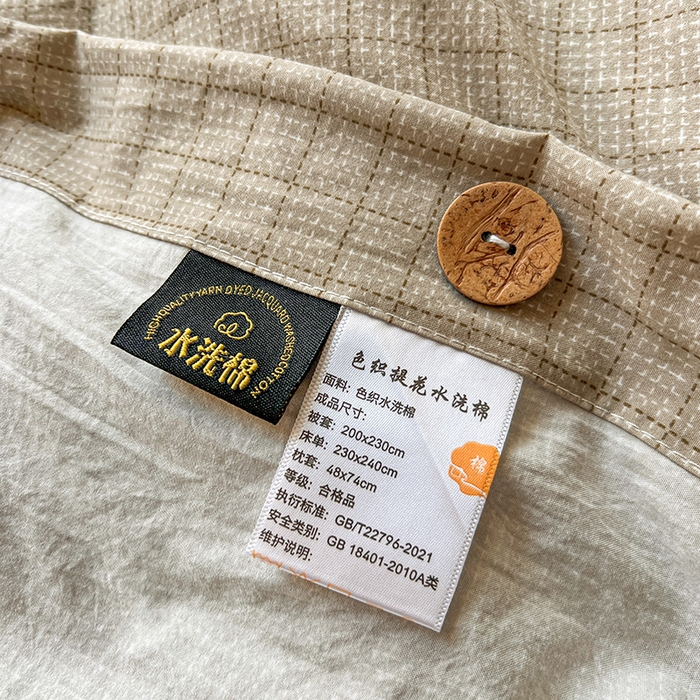 HIGH QUALITY YARN DYED JACQUARD WASHED COTTON
水洗棉
色织提花水洗棉
面料: 色织水洗棉
成品尺寸:
被套: 200x230cm
床单: 230x240cm
枕套: 48x74cm
等级: 合格品
执行标准: GB/T22796-2021
安全类别: GB 18401-2010A类
维护说明:
棉